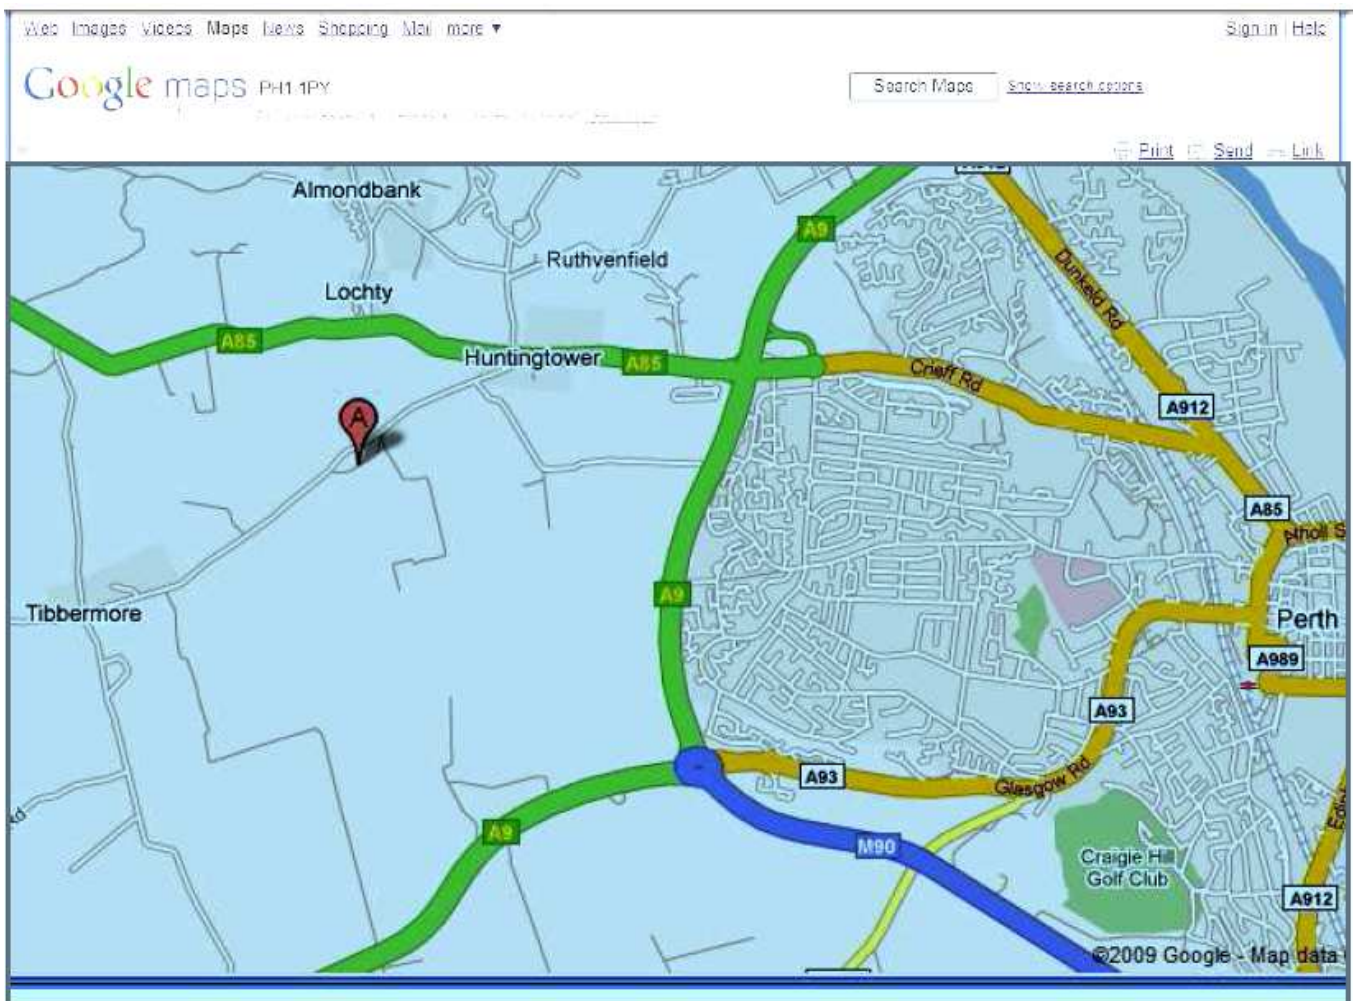 Web Images Videos Maps News Shopping Mail more ▼
Sign in | Help
Google maps PH1 1PY
Search Maps
Show search options
Print Send Link
Almondbank
A9
Ruthvenfield
Dunkeld Rd
Lochty
A85
Huntingtower
A85
Crieff Rd
A912
A
A85
A9
Tibbermore
Perth
A989
A93
A93
Glasgow Rd
A9
M90
Craigie Hill
Golf Club
A912
©2009 Google - Map data